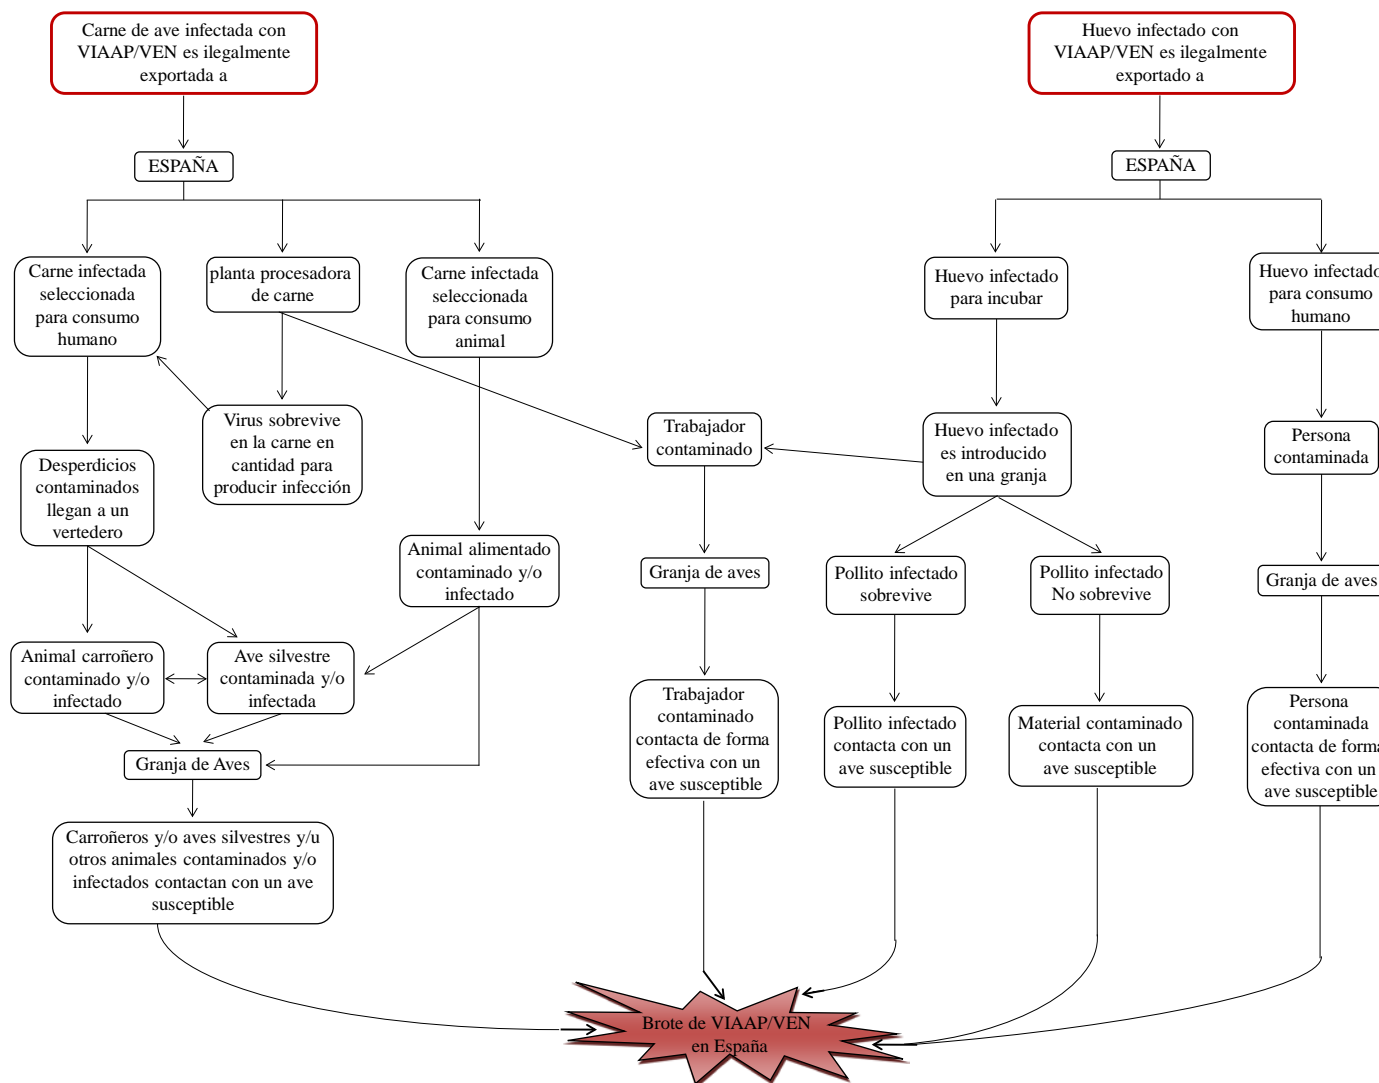 Carne de ave infectada con
VIAAP/VEN es ilegalmente
exportada a
Huevo infectado con
VIAAP/VEN es ilegalmente
exportado a
ESPAÑA
ESPAÑA
Carne infectada
seleccionada
para consumo
humano
planta procesadora
de carne
Carne infectada
seleccionada
para consumo
animal
Huevo infectado
para incubar
Huevo infectado
para consumo
humano
Virus sobrevive
en la carne en
cantidad para
producir infección
Trabajador
contaminado
Huevo infectado
es introducido
en una granja
Persona
contaminada
Desperdicios
contaminados
llegan a un
vertedero
Animal alimentado
contaminado y/o
infectado
Granja de aves
Pollito infectado
sobrevive
Pollito infectado
No sobrevive
Granja de aves
Animal carroñero
contaminado y/o
infectado
Ave silvestre
contaminada y/o
infectada
Trabajador
contaminado
contacta de forma
efectiva con un
ave susceptible
Pollito infectado
contacta con un
ave susceptible
Material contaminado
contacta con un
ave susceptible
Persona
contaminada
contacta de forma
efectiva con un
ave susceptible
Granja de Aves
Carroñeros y/o aves silvestres y/u
otros animales contaminados y/o
infectados contactan con un ave
susceptible
Brote de VIAAP/VEN
en España